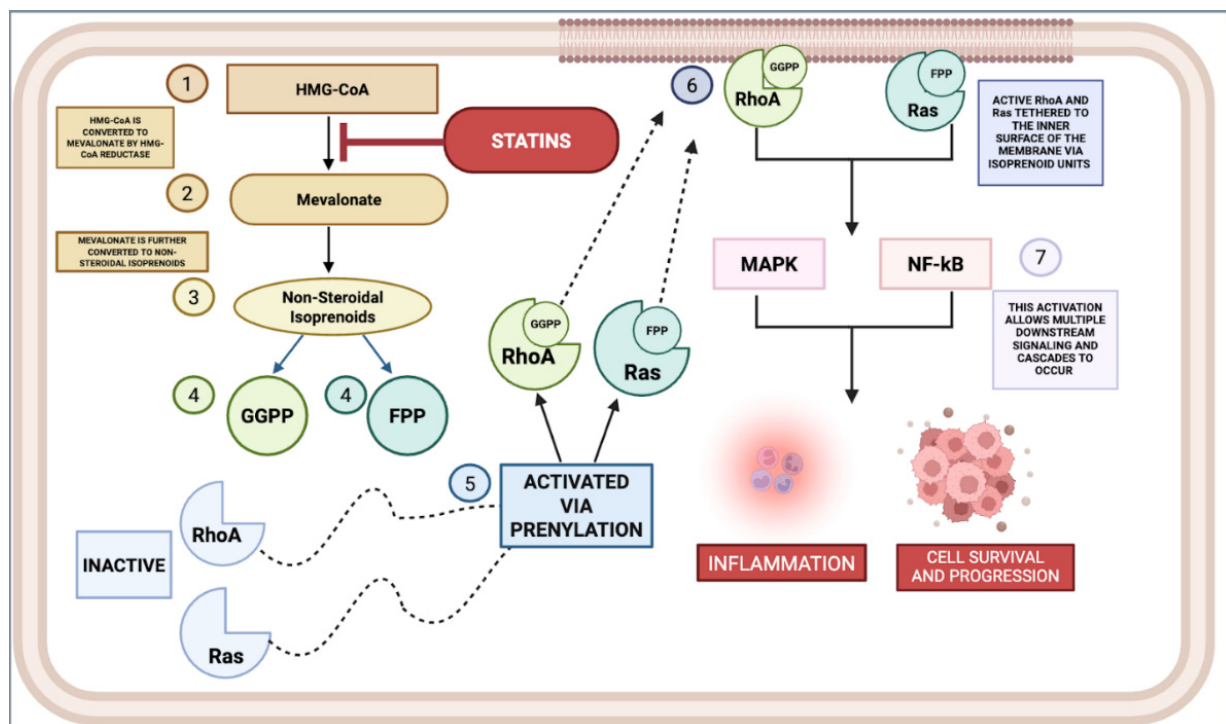 1
HMG-CoA
HMG-CoA IS
CONVERTED TO
MEVALONATE BY HMG-
CoA REDUCTASE
STATINS
2
Mevalonate
MEVALONATE IS FURTHER
CONVERTED TO NON-
STEROIDAL ISOPRENOIDS
3
Non-Steroidal
Isoprenoids
4
GGPP
4
FPP
INACTIVE
RhoA
Ras
5
ACTIVATED
VIA
PRENYLATION
GGPP
RhoA
FPP
Ras
6
GGPP
RhoA
FPP
Ras
ACTIVE RhoA AND
Ras TETHERED TO
THE INNER
SURFACE OF THE
MEMBRANE VIA
ISOPRENOID UNITS
MAPK
NF-kB
7
THIS ACTIVATION
ALLOWS MULTIPLE
DOWNSTREAM
SIGNALING AND
CASCADES TO
OCCUR
INFLAMMATION
CELL SURVIVAL
AND PROGRESSION